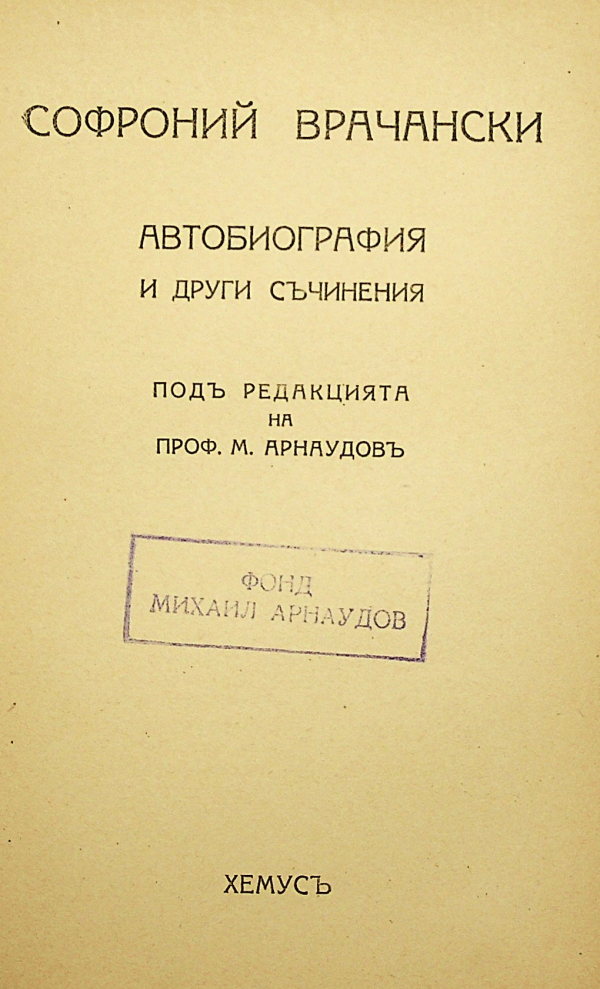 СОФРОНИЙ ВРАЧАНСКИ
АВТОБИОГРАФИЯ
И ДРУГИ СЪЧИНЕНИЯ
ПОДЪ РЕДАКЦИЯТА
НА
ПРОФ. М. АРНАУДОВЪ
ФОНД
МИХАИЛ АРНАУДОВ
ХЕМУСЪ